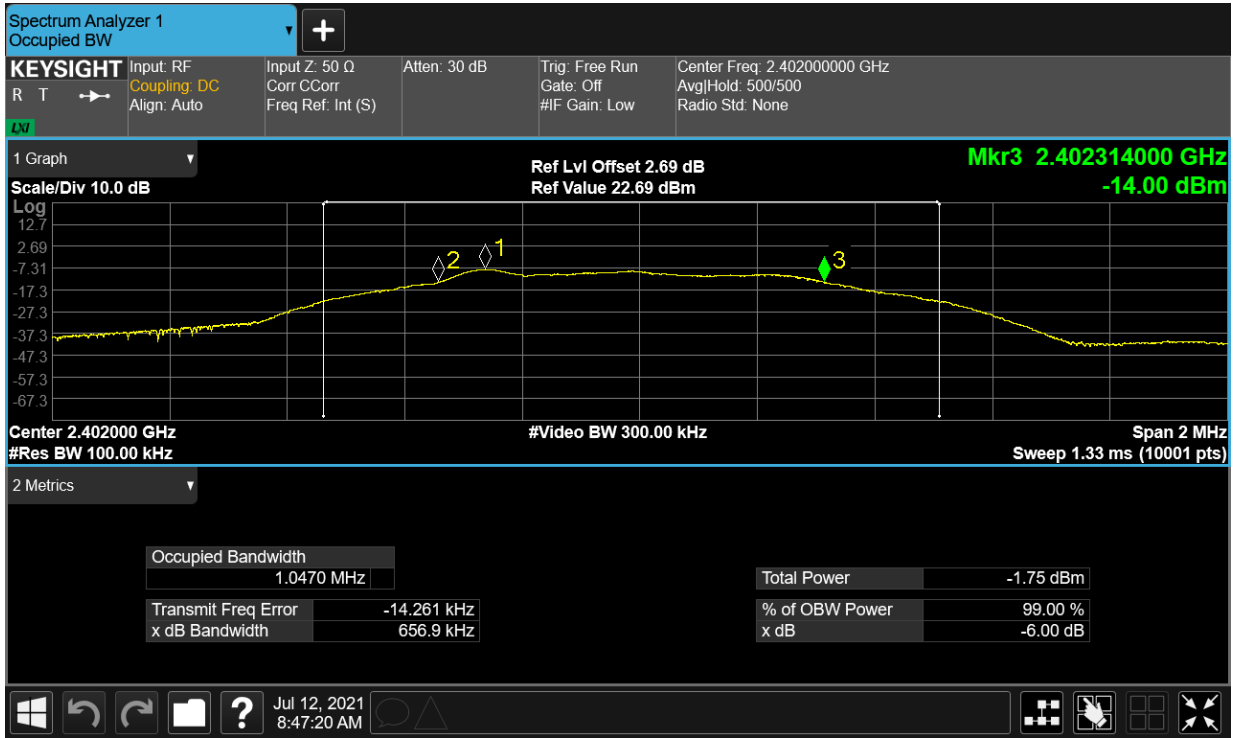 Spectrum Analyzer 1
Occupied BW
KEYSIGHT
R T
LXI
Input: RF
Coupling: DC
Align: Auto
Input Z: 50 Ω
Corr CCorr
Freq Ref: Int (S)
Atten: 30 dB
Trig: Free Run
Gate: Off
#IF Gain: Low
Center Freq: 2.402000000 GHz
Avg|Hold: 500/500
Radio Std: None
1 Graph
Scale/Div 10.0 dB
Ref Lvl Offset 2.69 dB
Ref Value 22.69 dBm
Mkr3 2.402314000 GHz
-14.00 dBm
Log
12.7
2.69
-7.31
-17.3
-27.3
-37.3
-47.3
-57.3
-67.3
2
1
3
Center 2.402000 GHz
#Res BW 100.00 kHz
#Video BW 300.00 kHz
Span 2 MHz
Sweep 1.33 ms (10001 pts)
2 Metrics
Occupied Bandwidth
1.0470 MHz
Transmit Freq Error -14.261 kHz
x dB Bandwidth 656.9 kHz
Total Power -1.75 dBm
% of OBW Power 99.00 %
x dB -6.00 dB
?
Jul 12, 2021
8:47:20 AM